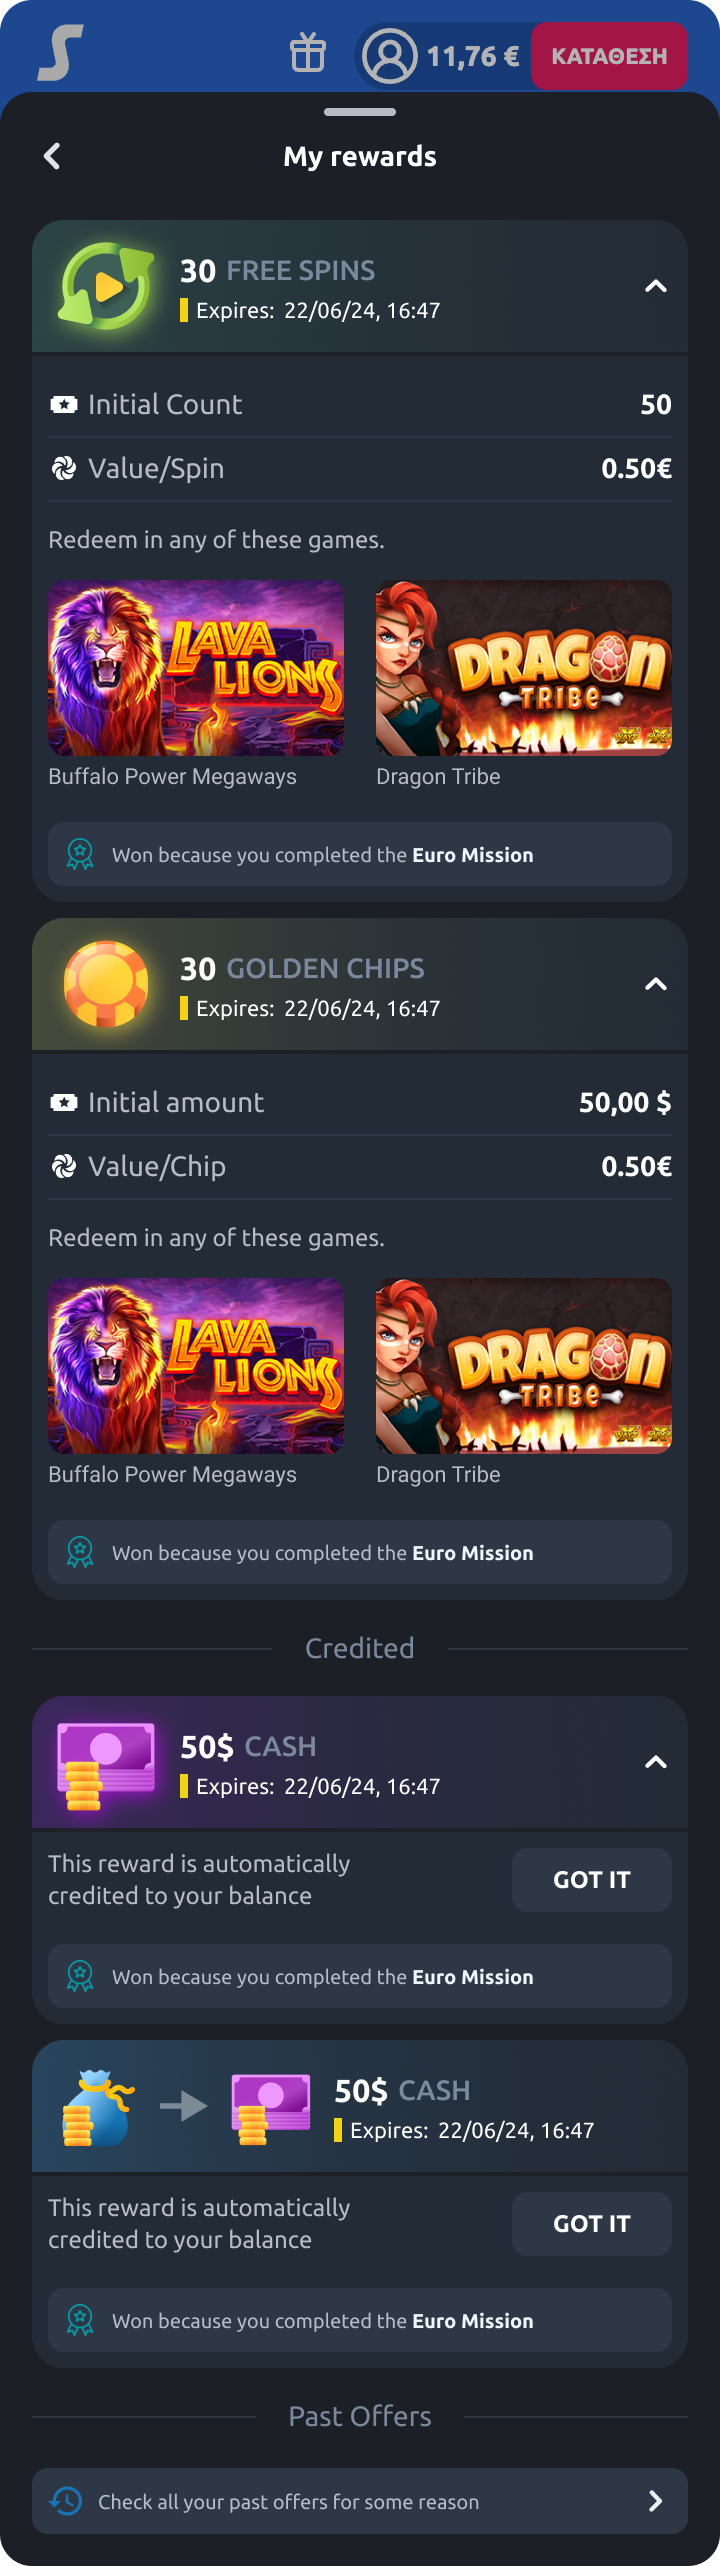 S
11,76 €
ΚΑΤΑΘΕΣΗ
My rewards
30 FREE SPINS
Expires: 22/06/24, 16:47
Initial Count 50
Value/Spin 0.50€
Redeem in any of these games.
LAVA
LIONS
DRAGON
TRIBE
Buffalo Power Megaways
Dragon Tribe
Won because you completed the Euro Mission
30 GOLDEN CHIPS
Expires: 22/06/24, 16:47
Initial amount 50,00 $
Value/Chip 0.50€
Redeem in any of these games.
LAVA
LIONS
DRAGON
TRIBE
Buffalo Power Megaways
Dragon Tribe
Won because you completed the Euro Mission
Credited
50$ CASH
Expires: 22/06/24, 16:47
This reward is automatically
credited to your balance
GOT IT
Won because you completed the Euro Mission
50$ CASH
Expires: 22/06/24, 16:47
This reward is automatically
credited to your balance
GOT IT
Won because you completed the Euro Mission
Past Offers
Check all your past offers for some reason